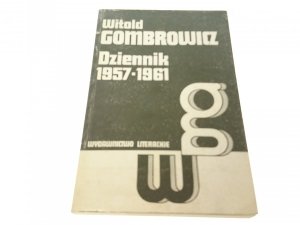 Witold
GOMBROWICZ
Dziennik
1957•1961
WYDAWNICTWO LITERACKIE
wg